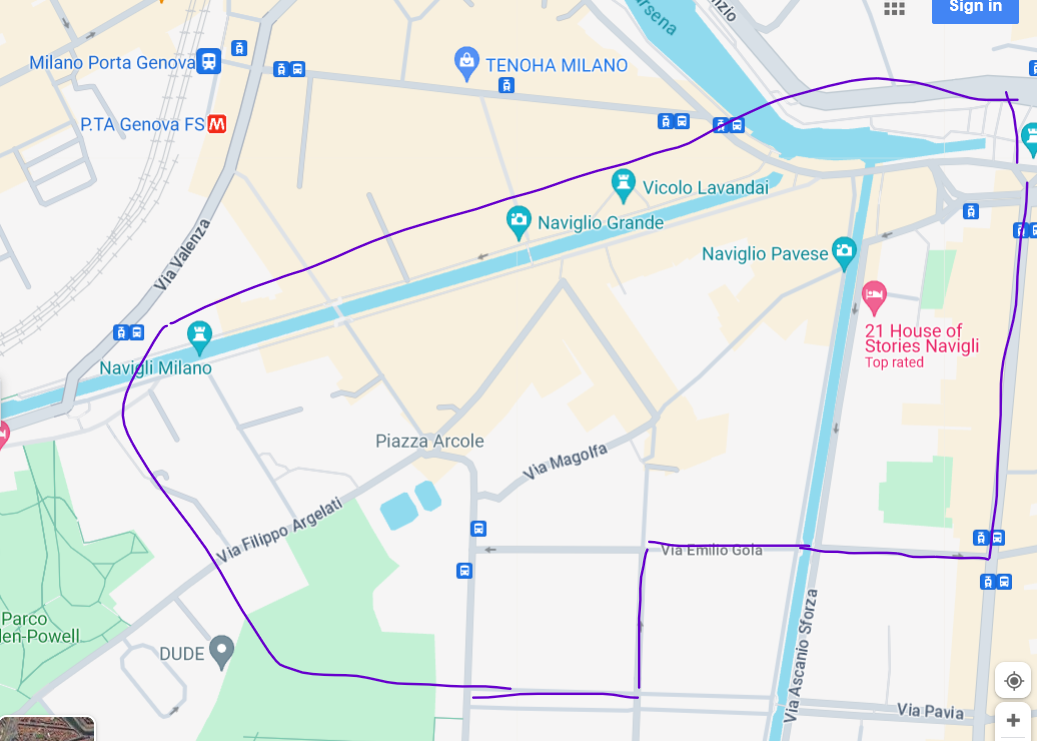 nzio
Sign in
arsena
Milano Porta Genova
TENOHA MILANO
P.TA Genova FS
M
Vicolo Lavandai
Naviglio Grande
Via Valenza
Naviglio Pavese
21 House of
Stories Navigli
Top rated
Navigli Milano
Piazza Arcole
Via Magolfa
Via Filippo Argelati
Via Emilio Gola
Parco
den-Powell
DUDE
Via Ascanio Sforza
Via Pavia